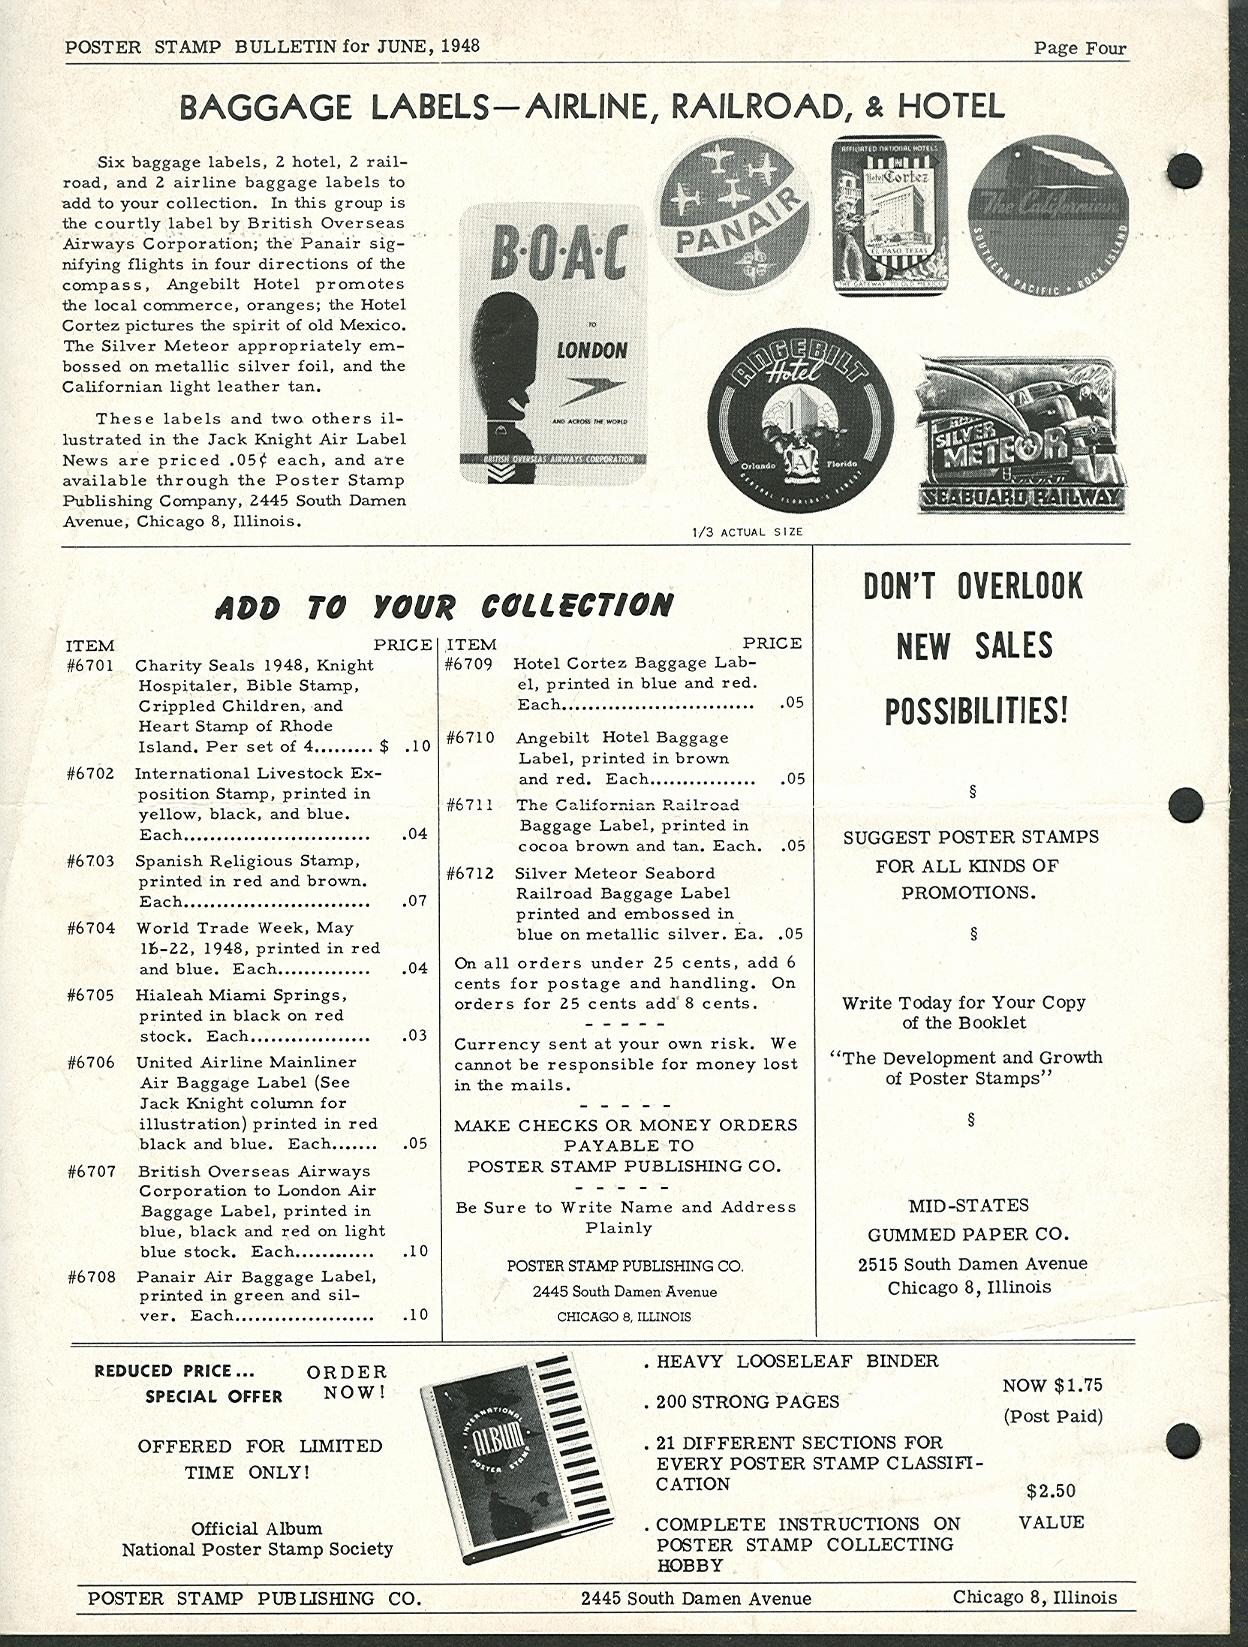 POSTER STAMP BULLETIN for JUNE, 1948 Page Four
BAGGAGE LABELS—AIRLINE, RAILROAD, & HOTEL
Six baggage labels, 2 hotel, 2 rail-
road, and 2 airline baggage labels to
add to your collection. In this group is
the courtly label by British Overseas
Airways Corporation; the Panair sig-
nifying flights in four directions of the
compass, Angebilt Hotel promotes
the local commerce, oranges; the Hotel
Cortez pictures the spirit of old Mexico.
The Silver Meteor appropriately em-
bossed on metallic silver foil, and the
Californian light leather tan.
These labels and two others il-
lustrated in the Jack Knight Air Label
News are priced .05¢ each, and are
available through the Poster Stamp
Publishing Company, 2445 South Damen
Avenue, Chicago 8, Illinois.
B·O·A·C
TO
LONDON
AND ACROSS THE WORLD
BRITISH OVERSEAS AIRWAYS CORPORATION
PANAIR
AFFILIATED NATIONAL HOTELS
Hotel Cortez
EL PASO, TEXAS
THE GATEWAY TO OLD MEXICO
The Californian
SOUTHERN PACIFIC • ROCK ISLAND
ANGEBILT
Hotel
A
Orlando Florida
CENTRAL FLORIDA'S FINEST
SILVER
METEOR
SEABOARD RAILWAY
1/3 ACTUAL SIZE
ADD TO YOUR COLLECTION
ITEM PRICE
#6701 Charity Seals 1948, Knight
Hospitaler, Bible Stamp,
Crippled Children, and
Heart Stamp of Rhode
Island. Per set of 4......... $ .10
#6702 International Livestock Ex-
position Stamp, printed in
yellow, black, and blue.
Each............................ .04
#6703 Spanish Religious Stamp,
printed in red and brown.
Each............................ .07
#6704 World Trade Week, May
16-22, 1948, printed in red
and blue. Each.............. .04
#6705 Hialeah Miami Springs,
printed in black on red
stock. Each.................. .03
#6706 United Airline Mainliner
Air Baggage Label (See
Jack Knight column for
illustration) printed in red
black and blue. Each....... .05
#6707 British Overseas Airways
Corporation to London Air
Baggage Label, printed in
blue, black and red on light
blue stock. Each............ .10
#6708 Panair Air Baggage Label,
printed in green and sil-
ver. Each..................... .10
ITEM PRICE
#6709 Hotel Cortez Baggage Lab-
el, printed in blue and red.
Each............................. .05
#6710 Angebilt Hotel Baggage
Label, printed in brown
and red. Each................ .05
#6711 The Californian Railroad
Baggage Label, printed in
cocoa brown and tan. Each. .05
#6712 Silver Meteor Seabord
Railroad Baggage Label
printed and embossed in
blue on metallic silver. Ea. .05
On all orders under 25 cents, add 6
cents for postage and handling. On
orders for 25 cents add 8 cents.
- - - - -
Currency sent at your own risk. We
cannot be responsible for money lost
in the mails.
- - - - -
MAKE CHECKS OR MONEY ORDERS
PAYABLE TO
POSTER STAMP PUBLISHING CO.
- - - - -
Be Sure to Write Name and Address
Plainly
POSTER STAMP PUBLISHING CO.
2445 South Damen Avenue
CHICAGO 8, ILLINOIS
DON'T OVERLOOK
NEW SALES
POSSIBILITIES!
§
SUGGEST POSTER STAMPS
FOR ALL KINDS OF
PROMOTIONS.
§
Write Today for Your Copy
of the Booklet
"The Development and Growth
of Poster Stamps"
§
MID-STATES
GUMMED PAPER CO.
2515 South Damen Avenue
Chicago 8, Illinois
REDUCED PRICE... ORDER
SPECIAL OFFER NOW!
OFFERED FOR LIMITED
TIME ONLY!
Official Album
National Poster Stamp Society
INTERNATIONAL
ALBUM
POSTER STAMP
. HEAVY LOOSELEAF BINDER
. 200 STRONG PAGES
. 21 DIFFERENT SECTIONS FOR
EVERY POSTER STAMP CLASSIFI-
CATION
. COMPLETE INSTRUCTIONS ON
POSTER STAMP COLLECTING
HOBBY
NOW $1.75
(Post Paid)
$2.50
VALUE
POSTER STAMP PUBLISHING CO. 2445 South Damen Avenue Chicago 8, Illinois